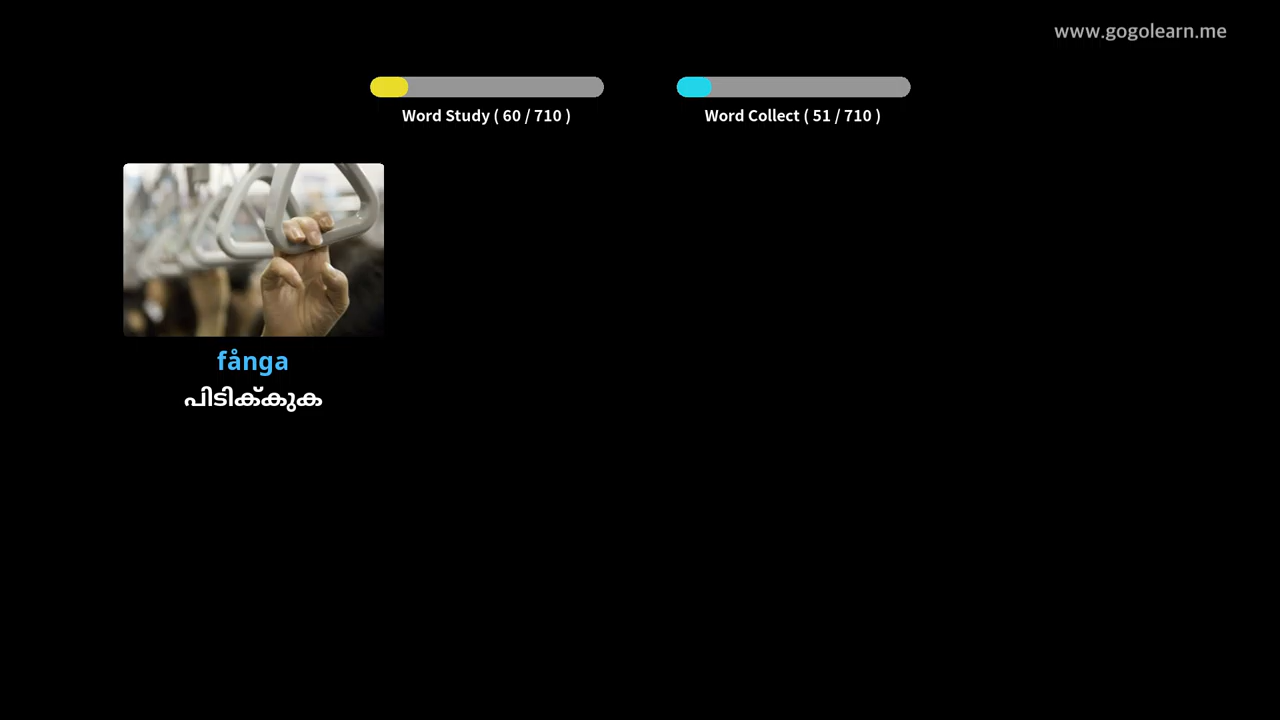 www.gogolearn.me
Word Study ( 60 / 710 )
Word Collect ( 51 / 710 )
fånga
പിടിക്കുക